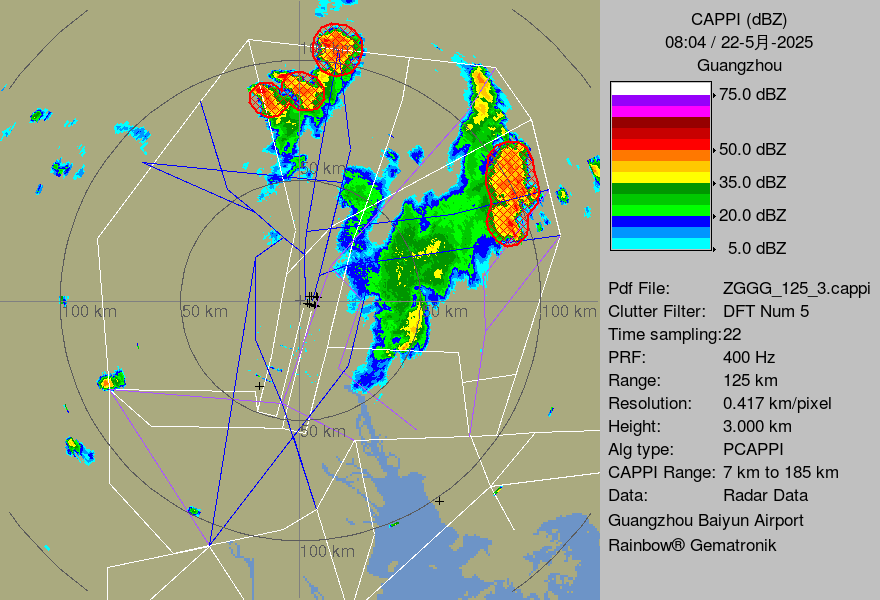 CAPPI (dBZ)
08:04 / 22-5月-2025
Guangzhou
75.0 dBZ
50.0 dBZ
35.0 dBZ
20.0 dBZ
5.0 dBZ
Pdf File: ZGGG_125_3.cappi
Clutter Filter: DFT Num 5
Time sampling:22
PRF: 400 Hz
Range: 125 km
Resolution: 0.417 km/pixel
Height: 3.000 km
Alg type: PCAPPI
CAPPI Range: 7 km to 185 km
Data: Radar Data
Guangzhou Baiyun Airport
Rainbow® Gematronik
50 km
100 km
50 km
50 km
100 km
50 km
100 km